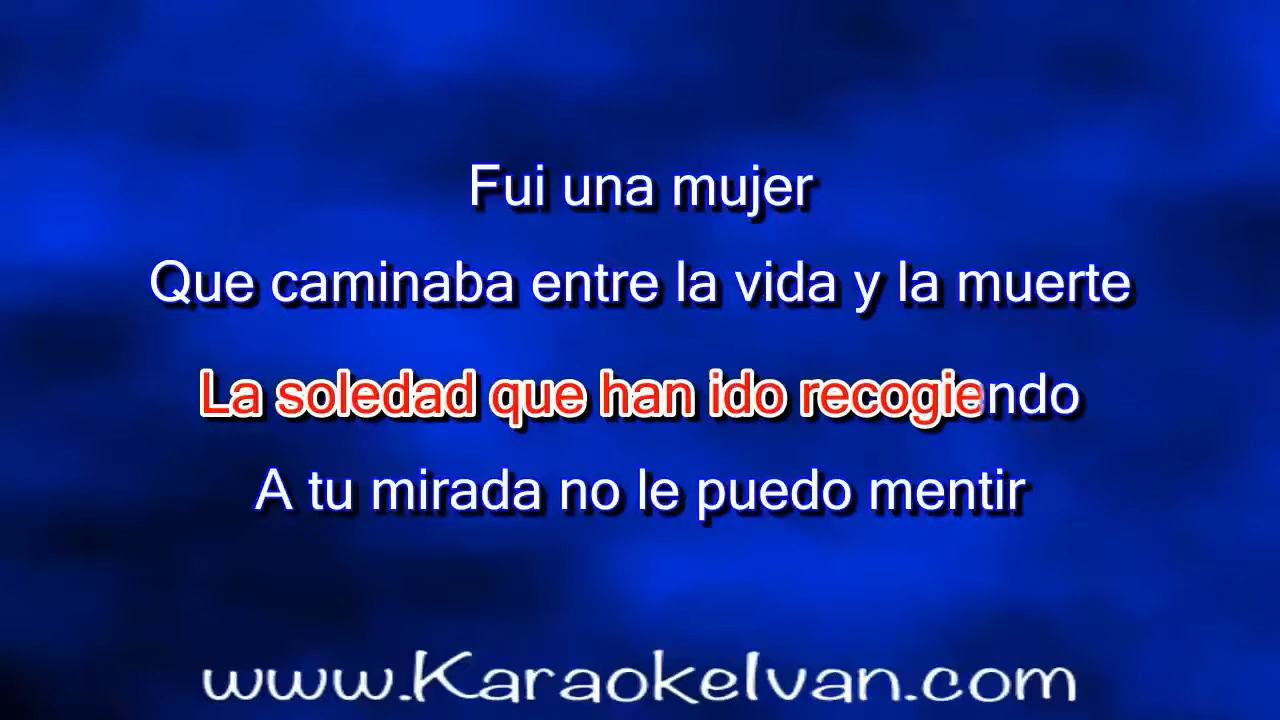 Fui una mujer
Que caminaba entre la vida y la muerte
La soledad que han ido recogiendo
A tu mirada no le puedo mentir
www.KaraokeIvan.com